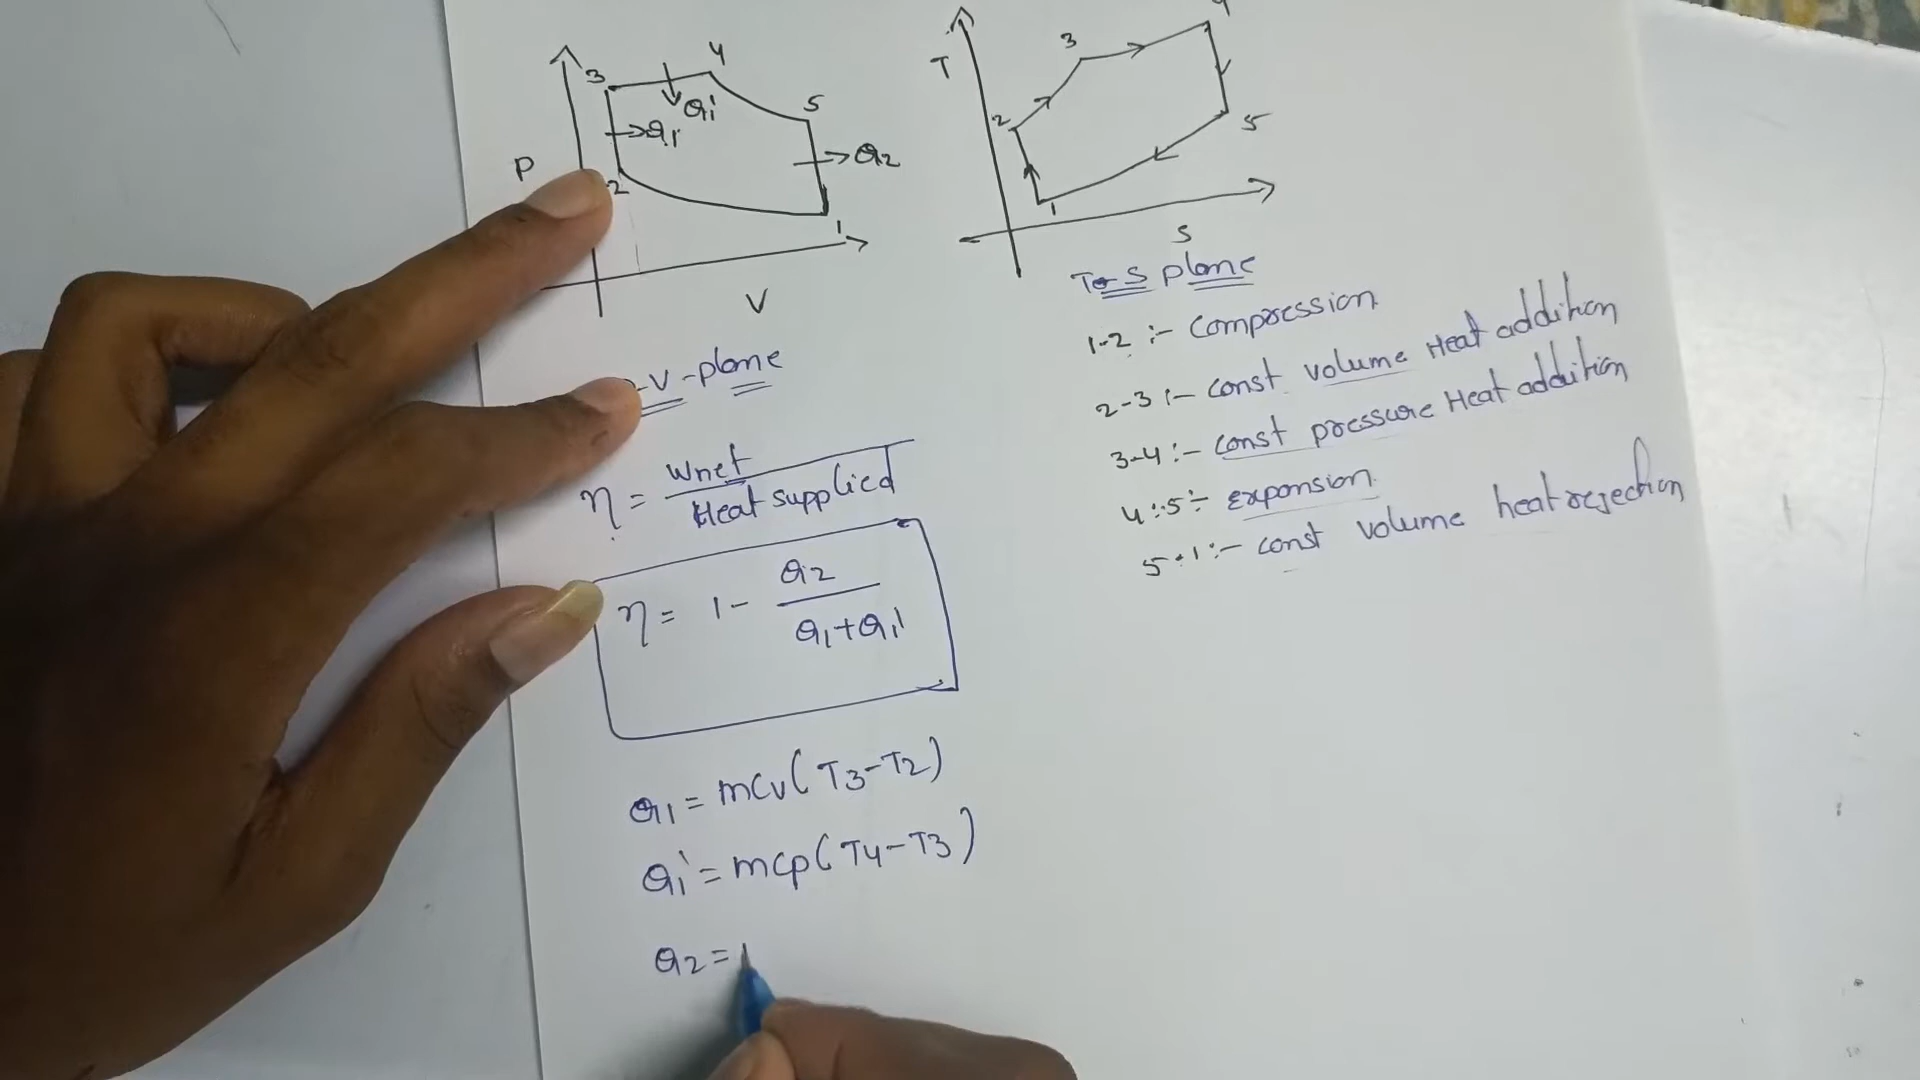 3
4
Q1'
Q1
5
Q2
P
2
1
V
-V-plane
η = Wnet / Heat supplied
η = 1 - Q2 / Q1+Q1'
Q1 = mcv(T3-T2)
Q1' = mcp(T4-T3)
Q2 =
T
3
2
5
1
S
T-S plane
1-2 :- Compression
2-3 :- const volume Heat addition
3-4 :- const pressure Heat addition
4-5 :- expansion
5-1 :- const volume heat rejection